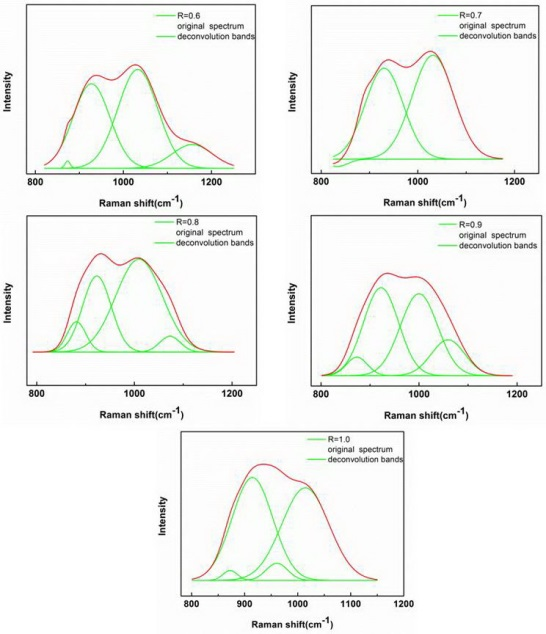 R=0.6
original spectrum
deconvolution bands
Intensity
800 1000 1200
Raman shift(cm-1)
R=0.7
original spectrum
deconvolution bands
Intensity
800 1000 1200
Raman shift(cm-1)
R=0.8
original spectrum
deconvolution bands
Intensity
800 1000 1200
Raman shift(cm-1)
R=0.9
original spectrum
deconvolution bands
Intensity
800 1000 1200
Raman shift(cm-1)
R=1.0
original spectrum
deconvolution bands
Intensity
800 900 1000 1100 1200
Raman shift(cm-1)